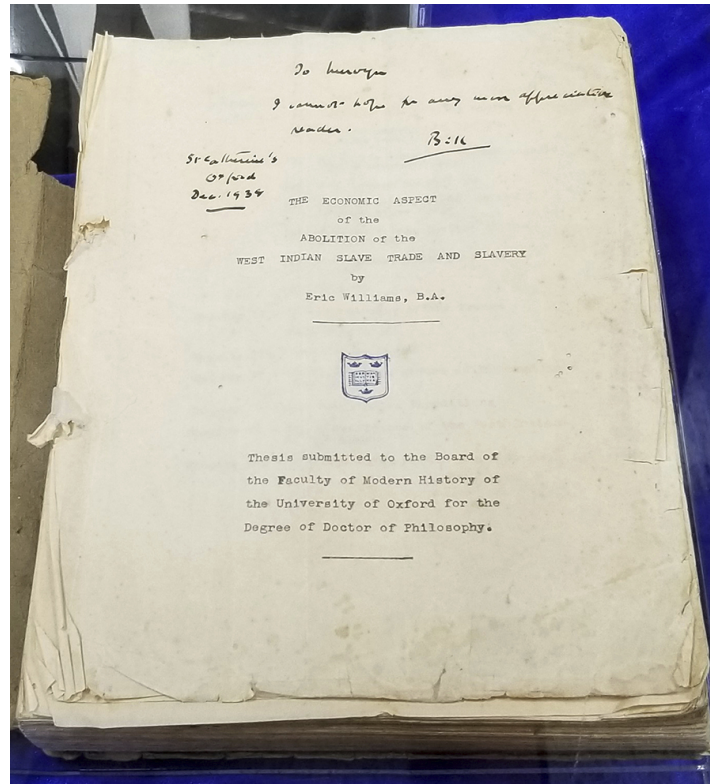 To
I cannot hope for any more appreciative
reader.
Bill
St Catherine's
Oxford
Dec. 1938
THE ECONOMIC ASPECT
of the
ABOLITION of the
WEST INDIAN SLAVE TRADE AND SLAVERY
by
Eric Williams, B.A.
Thesis submitted to the Board of
the Faculty of Modern History of
the University of Oxford for the
Degree of Doctor of Philosophy.